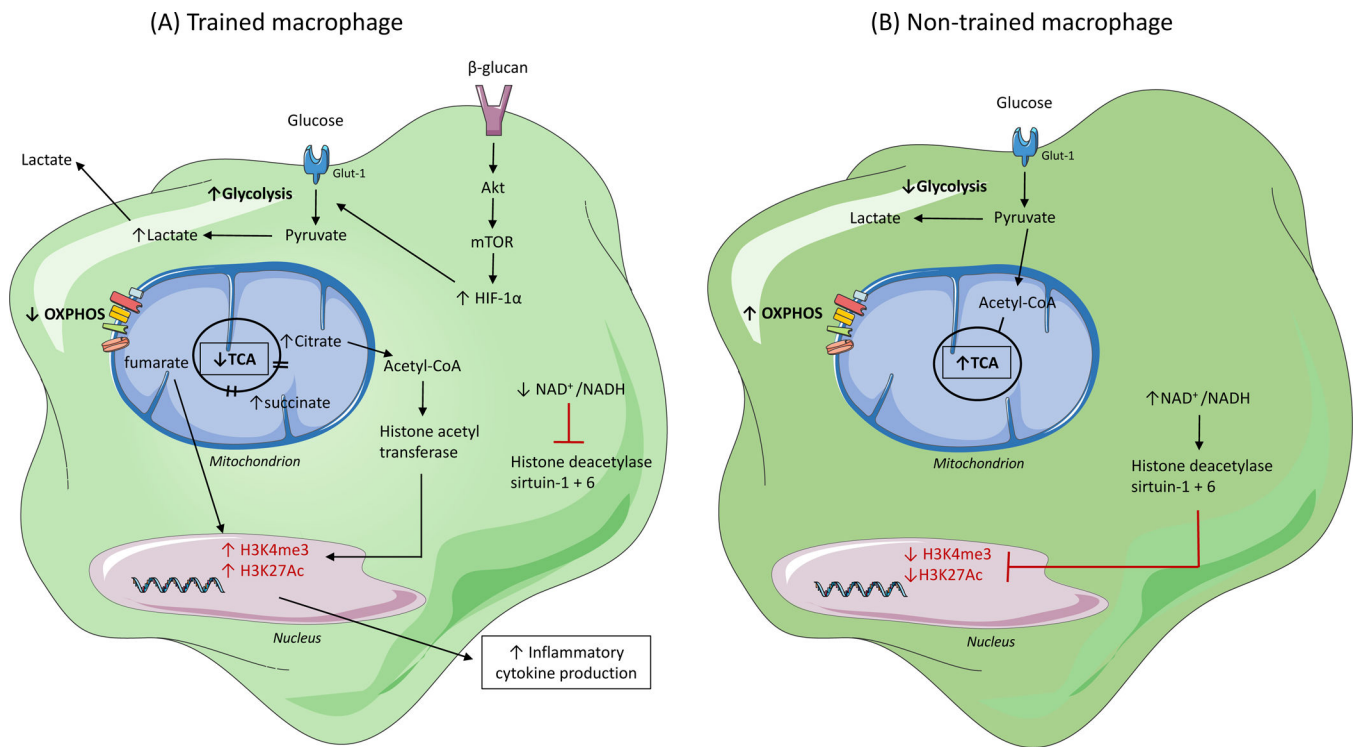 (A) Trained macrophage
β-glucan
Glucose
Glut-1
Lactate
↑Glycolysis
Akt
↑Lactate
Pyruvate
mTOR
↑ HIF-1α
↓ OXPHOS
↑Citrate
fumarate
↓TCA
Acetyl-CoA
↑succinate
↓ NAD⁺/NADH
Histone acetyl
transferase
Mitochondrion
Histone deacetylase
sirtuin-1 + 6
↑ H3K4me3
↑ H3K27Ac
Nucleus
↑ Inflammatory
cytokine production
(B) Non-trained macrophage
Glucose
Glut-1
↓Glycolysis
Lactate
Pyruvate
Acetyl-CoA
↑ OXPHOS
↑TCA
↑NAD⁺/NADH
Mitochondrion
Histone deacetylase
sirtuin-1 + 6
↓ H3K4me3
↓H3K27Ac
Nucleus